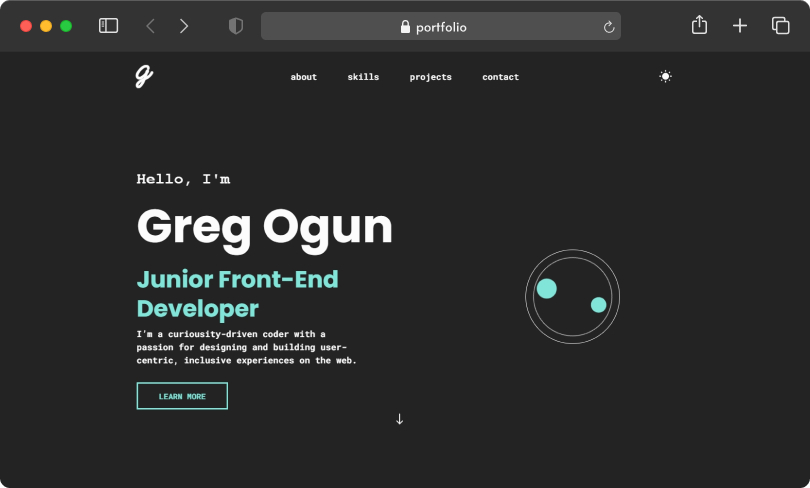 portfolio
g
about skills projects contact
Hello, I'm
Greg Ogun
Junior Front-End
Developer
I'm a curiousity-driven coder with a
passion for designing and building user-
centric, inclusive experiences on the web.
LEARN MORE